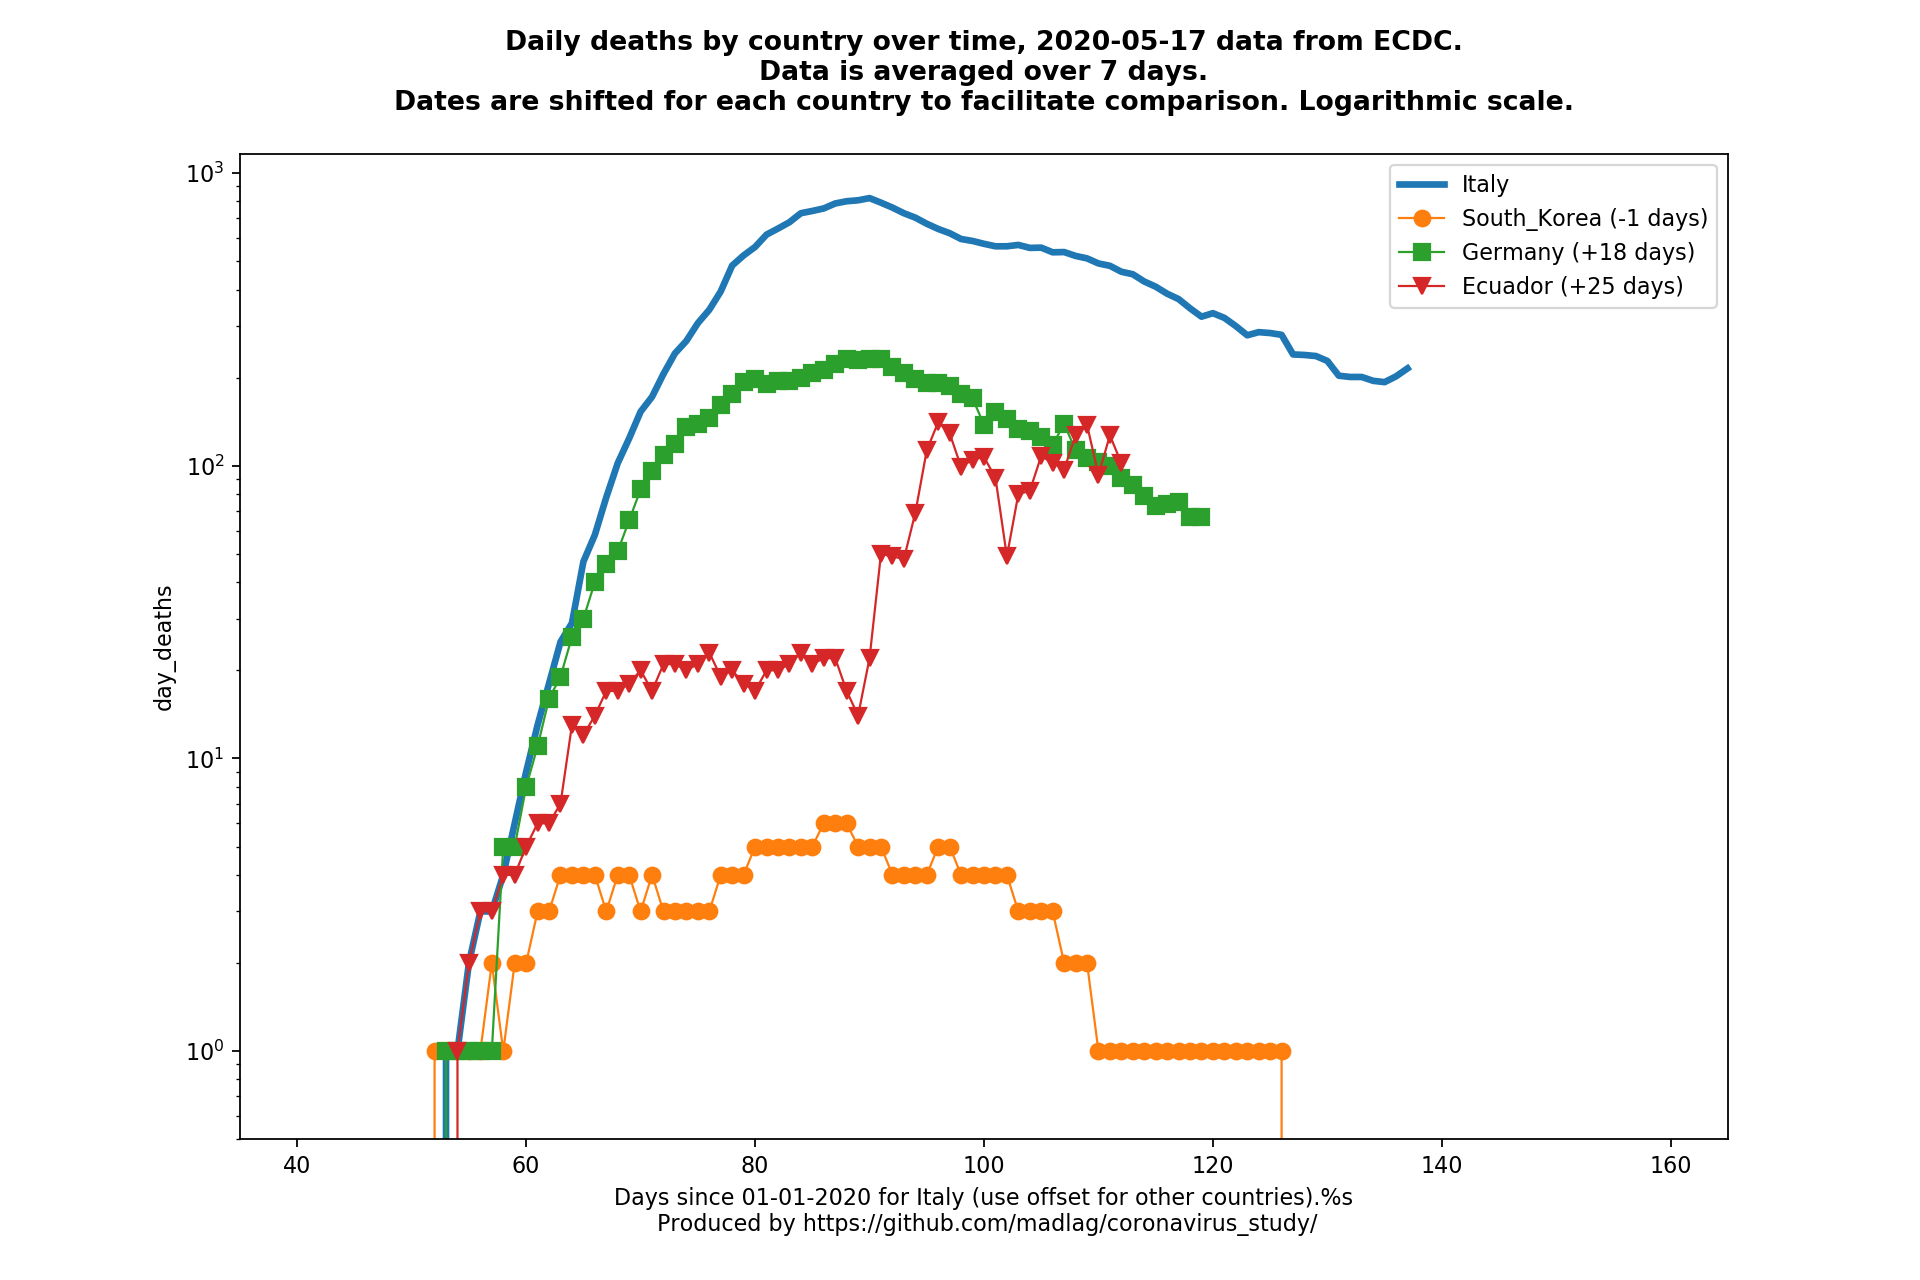 Daily deaths by country over time, 2020-05-17 data from ECDC.
Data is averaged over 7 days.
Dates are shifted for each country to facilitate comparison. Logarithmic scale.
10³
10²
10¹
10⁰
day_deaths
Italy
South_Korea (-1 days)
Germany (+18 days)
Ecuador (+25 days)
40 60 80 100 120 140 160
Days since 01-01-2020 for Italy (use offset for other countries).%s
Produced by https://github.com/madlag/coronavirus_study/